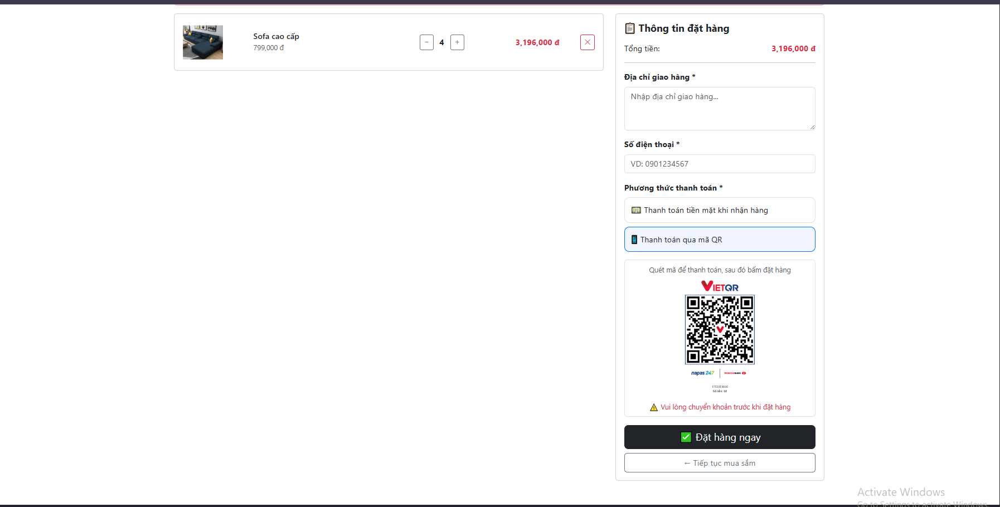 Sofa cao cấp
799,000 đ
− 4 +
3,196,000 đ
📋 Thông tin đặt hàng
Tổng tiền: 3,196,000 đ
Địa chỉ giao hàng *
Nhập địa chỉ giao hàng...
Số điện thoại *
VD: 0901234567
Phương thức thanh toán *
💵 Thanh toán tiền mặt khi nhận hàng
📱 Thanh toán qua mã QR
Quét mã để thanh toán, sau đó bấm đặt hàng
VIETQR
napas 247 | TECHCOMBANK
Số tiền: 0đ
⚠️ Vui lòng chuyển khoản trước khi đặt hàng
✅ Đặt hàng ngay
← Tiếp tục mua sắm
Activate Windows
Go to Settings to activate Windows.